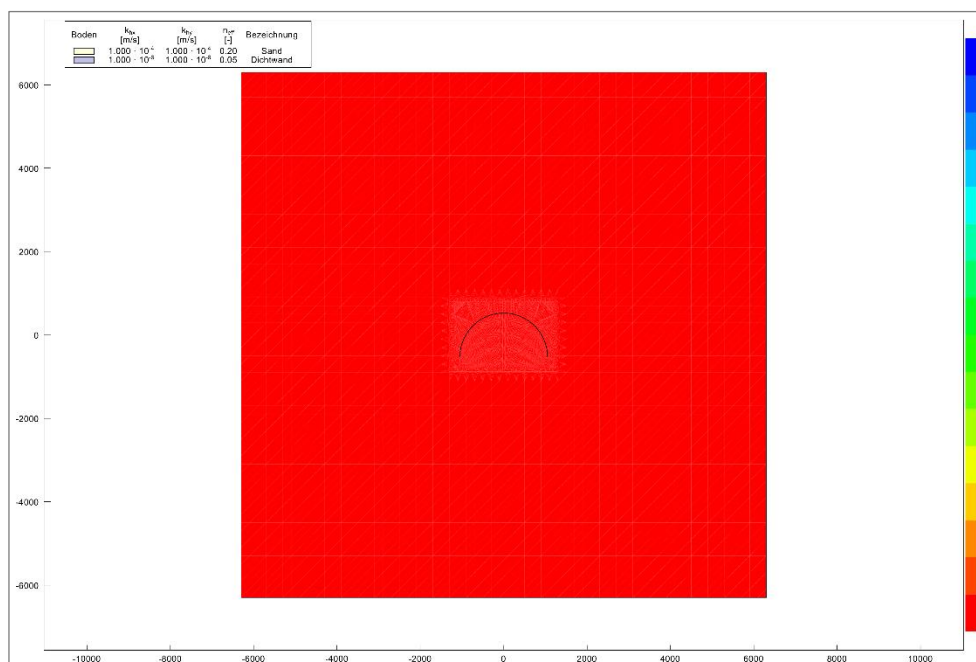 Boden k_hx k_hy n_eff Bezeichnung
[m/s] [m/s] [-]
1.000 · 10⁻⁴ 1.000 · 10⁻⁴ 0.20 Sand
1.000 · 10⁻⁸ 1.000 · 10⁻⁸ 0.05 Dichtwand
6000
4000
2000
0
-2000
-4000
-6000
-10000 -8000 -6000 -4000 -2000 0 2000 4000 6000 8000 10000